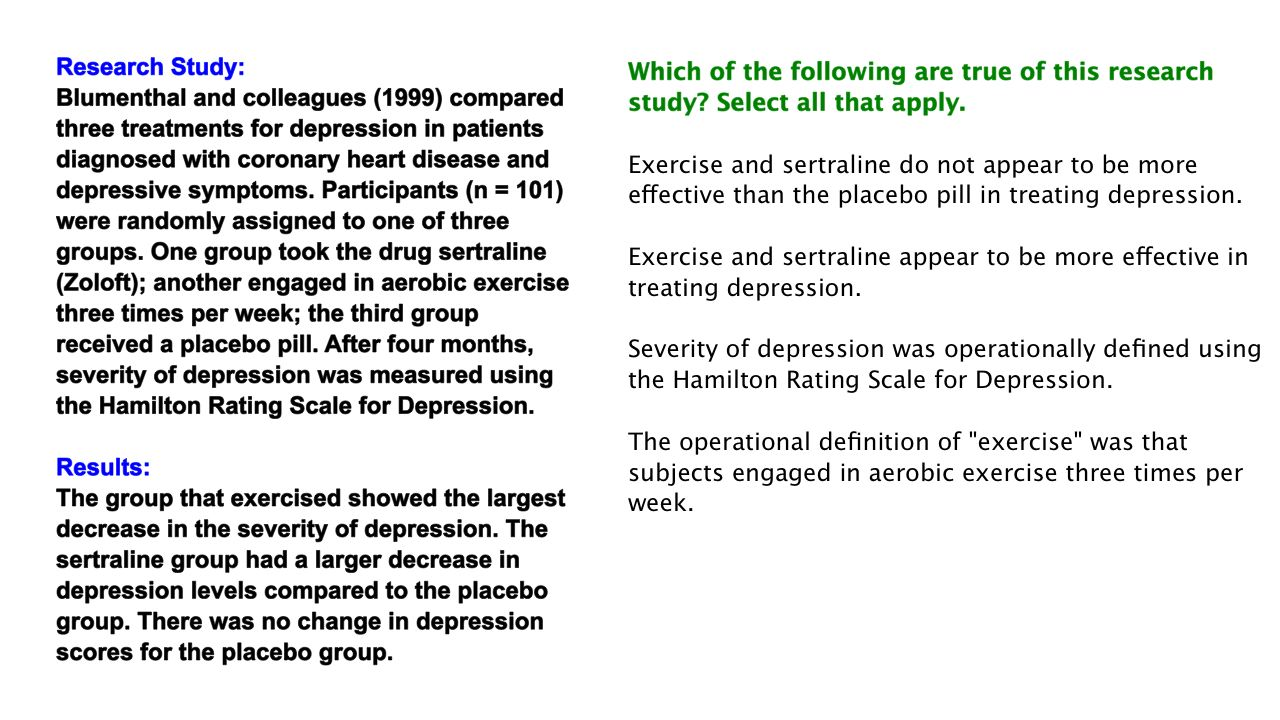 Research Study:
Blumenthal and colleagues (1999) compared
three treatments for depression in patients
diagnosed with coronary heart disease and
depressive symptoms. Participants (n = 101)
were randomly assigned to one of three
groups. One group took the drug sertraline
(Zoloft); another engaged in aerobic exercise
three times per week; the third group
received a placebo pill. After four months,
severity of depression was measured using
the Hamilton Rating Scale for Depression.
Results:
The group that exercised showed the largest
decrease in the severity of depression. The
sertraline group had a larger decrease in
depression levels compared to the placebo
group. There was no change in depression
scores for the placebo group.
Which of the following are true of this research
study? Select all that apply.
Exercise and sertraline do not appear to be more
effective than the placebo pill in treating depression.
Exercise and sertraline appear to be more effective in
treating depression.
Severity of depression was operationally defined using
the Hamilton Rating Scale for Depression.
The operational definition of "exercise" was that
subjects engaged in aerobic exercise three times per
week.